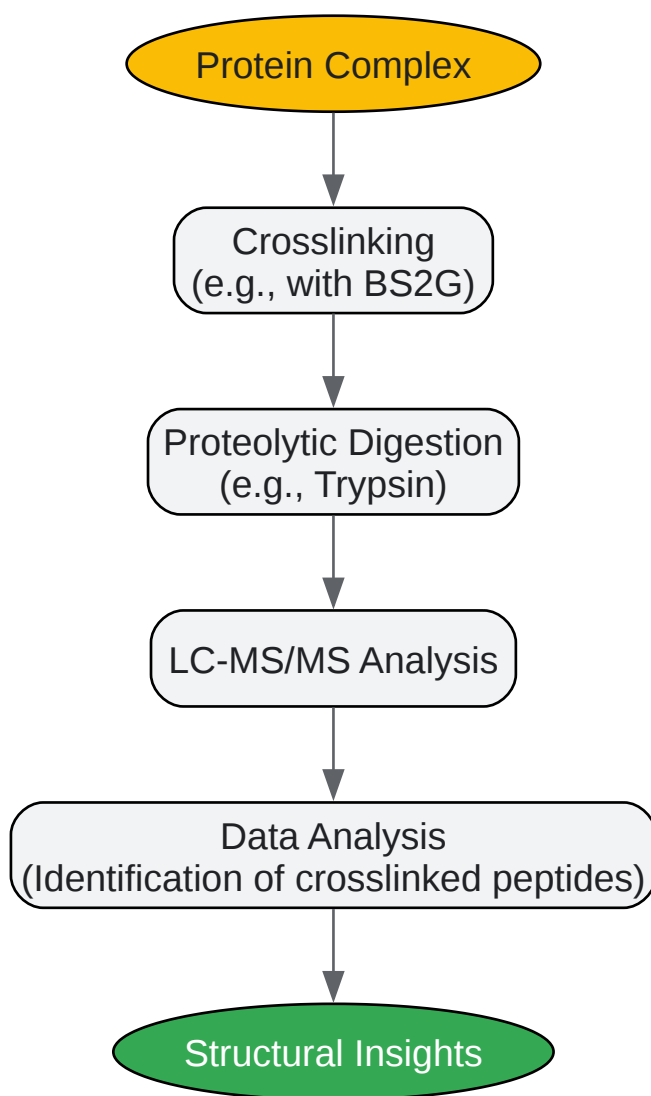 Protein Complex
Crosslinking
(e.g., with BS2G)
Proteolytic Digestion
(e.g., Trypsin)
LC-MS/MS Analysis
Data Analysis
(Identification of crosslinked peptides)
Structural Insights